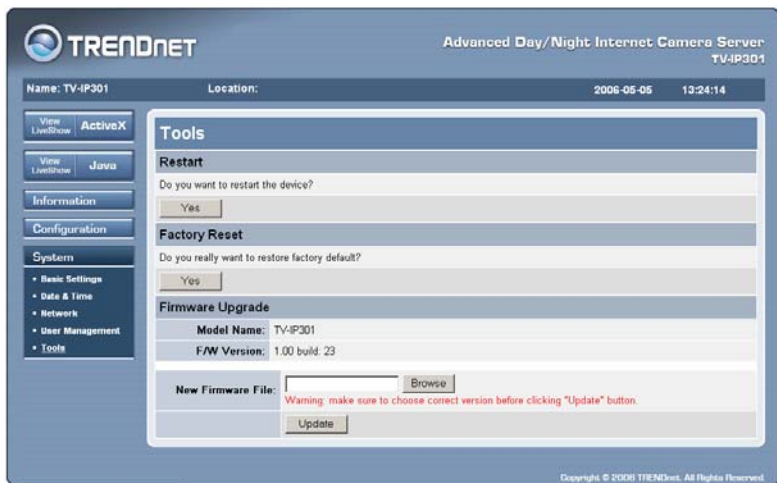 TRENDNET
Advanced Day/Night Internet Camera Server
TV-IP301
Name: TV-IP301 Location: 2006-05-05 13:24:14
View LiveShow ActiveX
View LiveShow Java
Information
Configuration
System
• Basic Settings
• Date & Time
• Network
• User Management
• Tools
Tools
Restart
Do you want to restart the device?
Yes
Factory Reset
Do you really want to restore factory default?
Yes
Firmware Upgrade
Model Name: TV-IP301
F/W Version: 1.00 build: 23
New Firmware File: Browse
Warning: make sure to choose correct version before clicking "Update" button.
Update
Copyright © 2006 TRENDnet. All Rights Reserved.